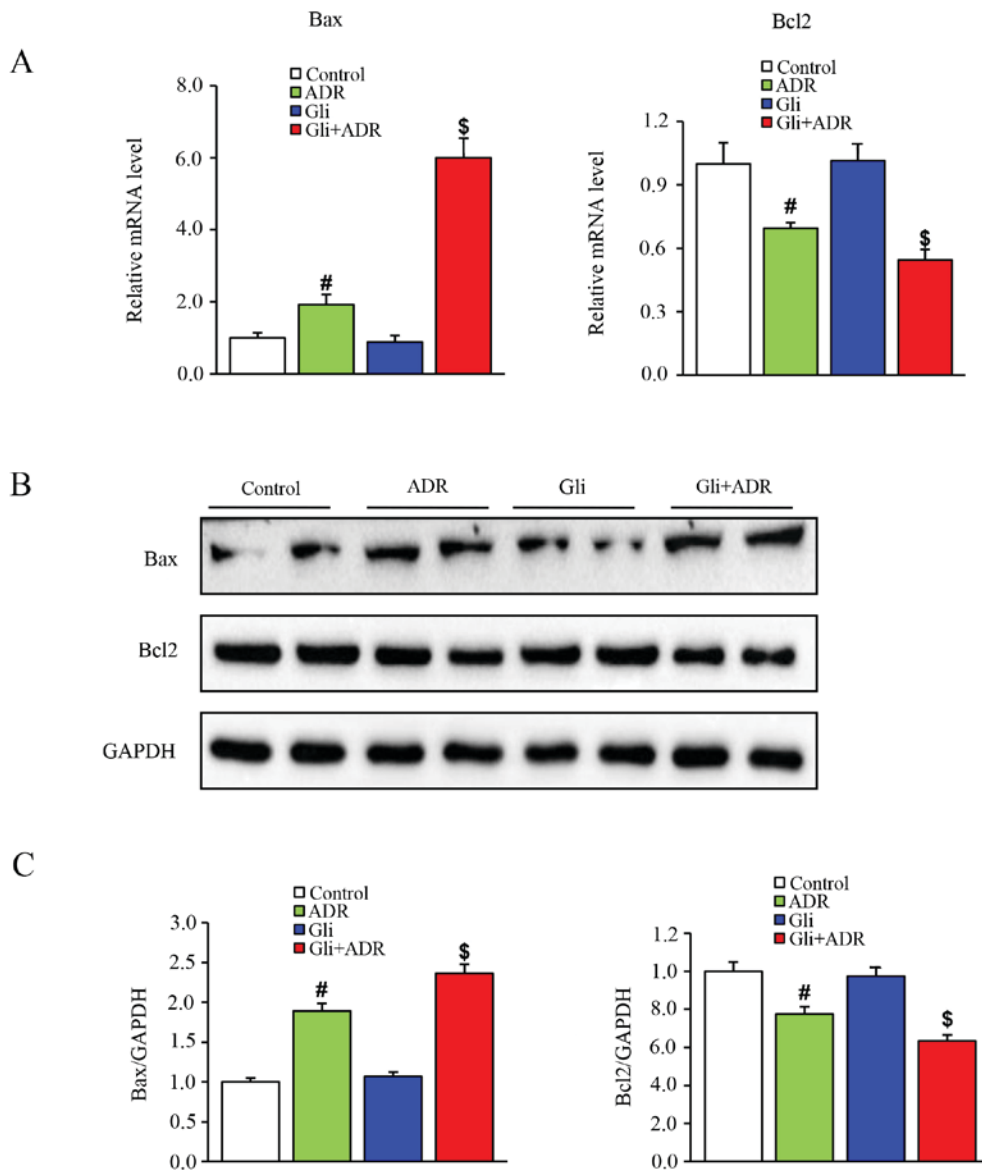 Bax
Bcl2
A
Control
ADR
Gli
Gli+ADR
8.0
6.0
4.0
2.0
0.0
Relative mRNA level
#
$
Control
ADR
Gli
Gli+ADR
1.2
0.9
0.6
0.3
0.0
Relative mRNA level
#
$
B
Control ADR Gli Gli+ADR
Bax
Bcl2
GAPDH
C
Control
ADR
Gli
Gli+ADR
3.0
2.5
2.0
1.5
1.0
0.5
0.0
Bax/GAPDH
#
$
Control
ADR
Gli
Gli+ADR
1.2
1.0
8.0
6.0
4.0
2.0
0.0
Bcl2/GAPDH
#
$